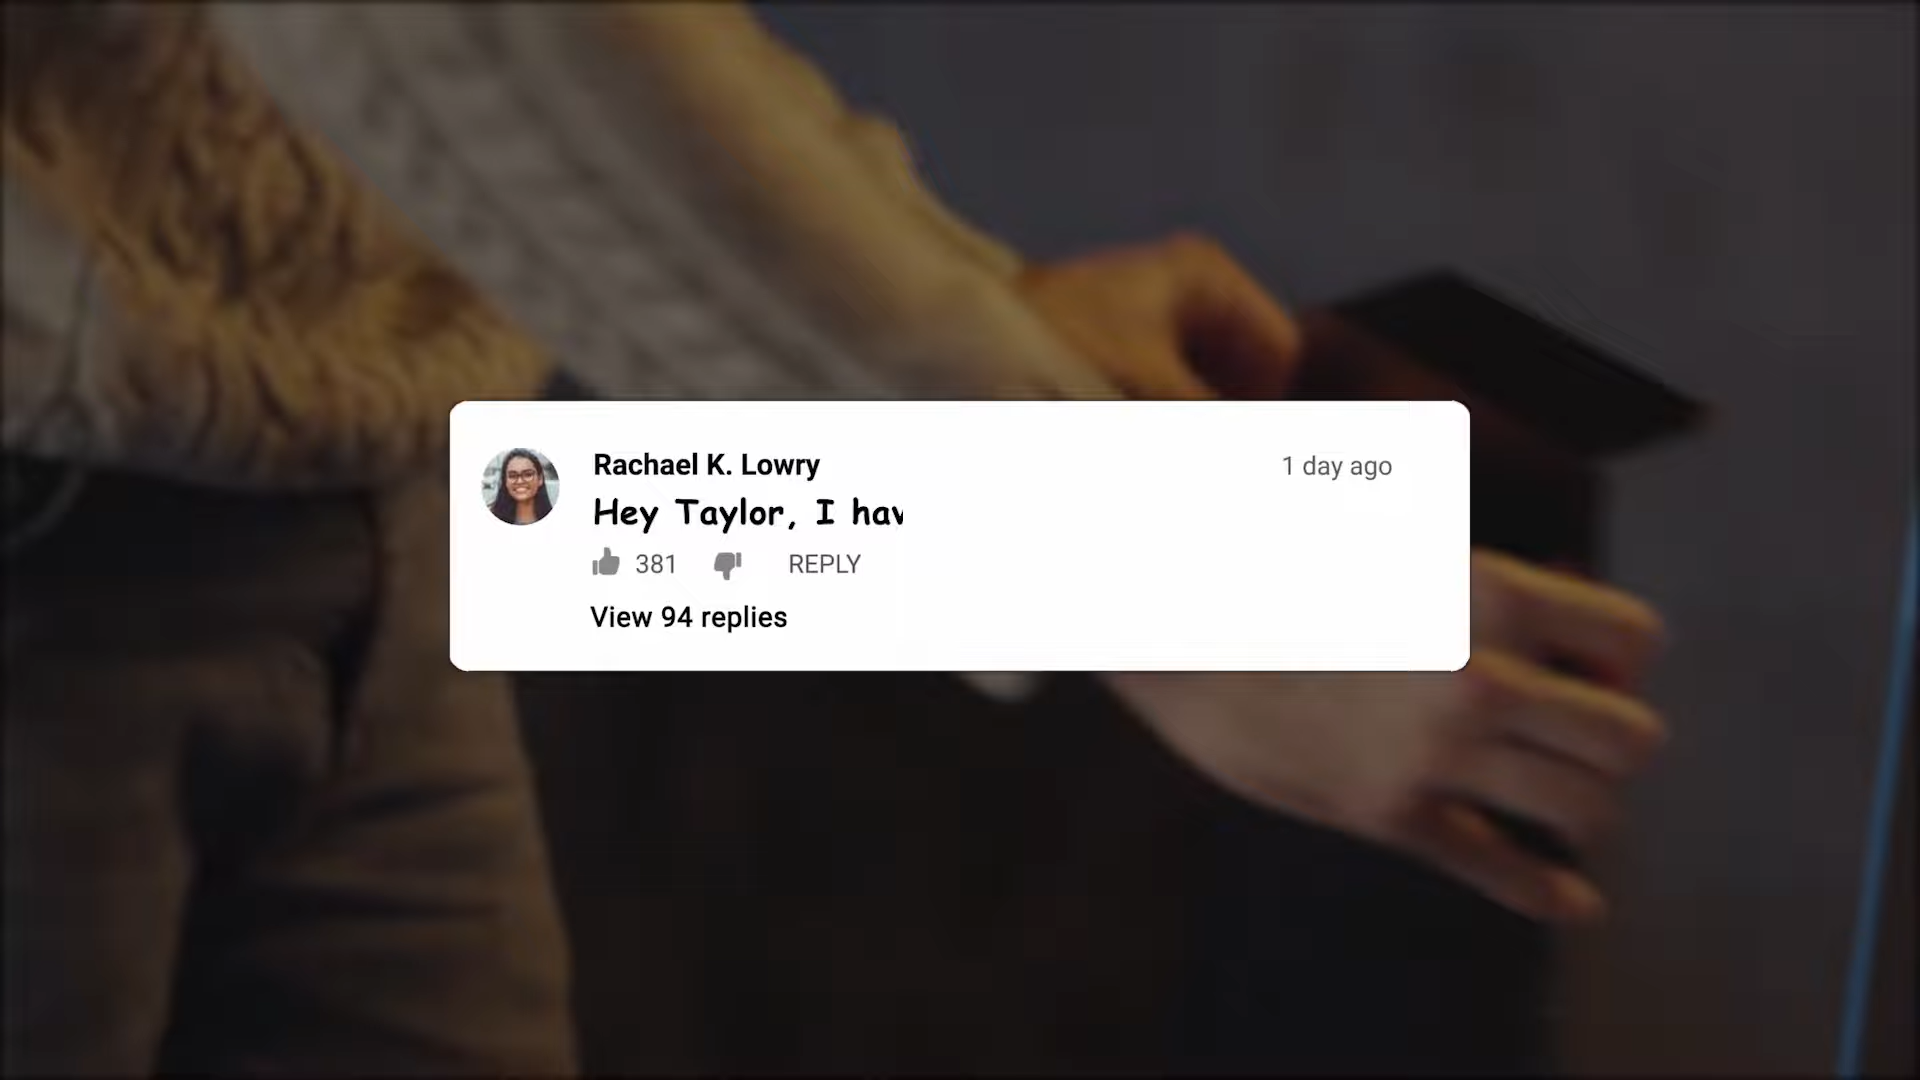 Rachael K. Lowry
1 day ago
Hey Taylor, I hav
381
REPLY
View 94 replies